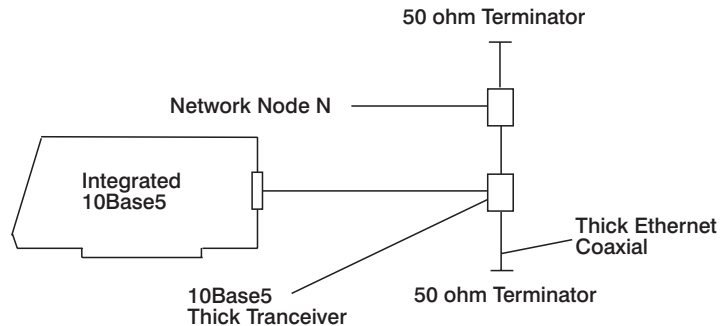 50 ohm Terminator
Network Node N
Integrated
10Base5
Thick Ethernet
Coaxial
10Base5
Thick Tranceiver
50 ohm Terminator